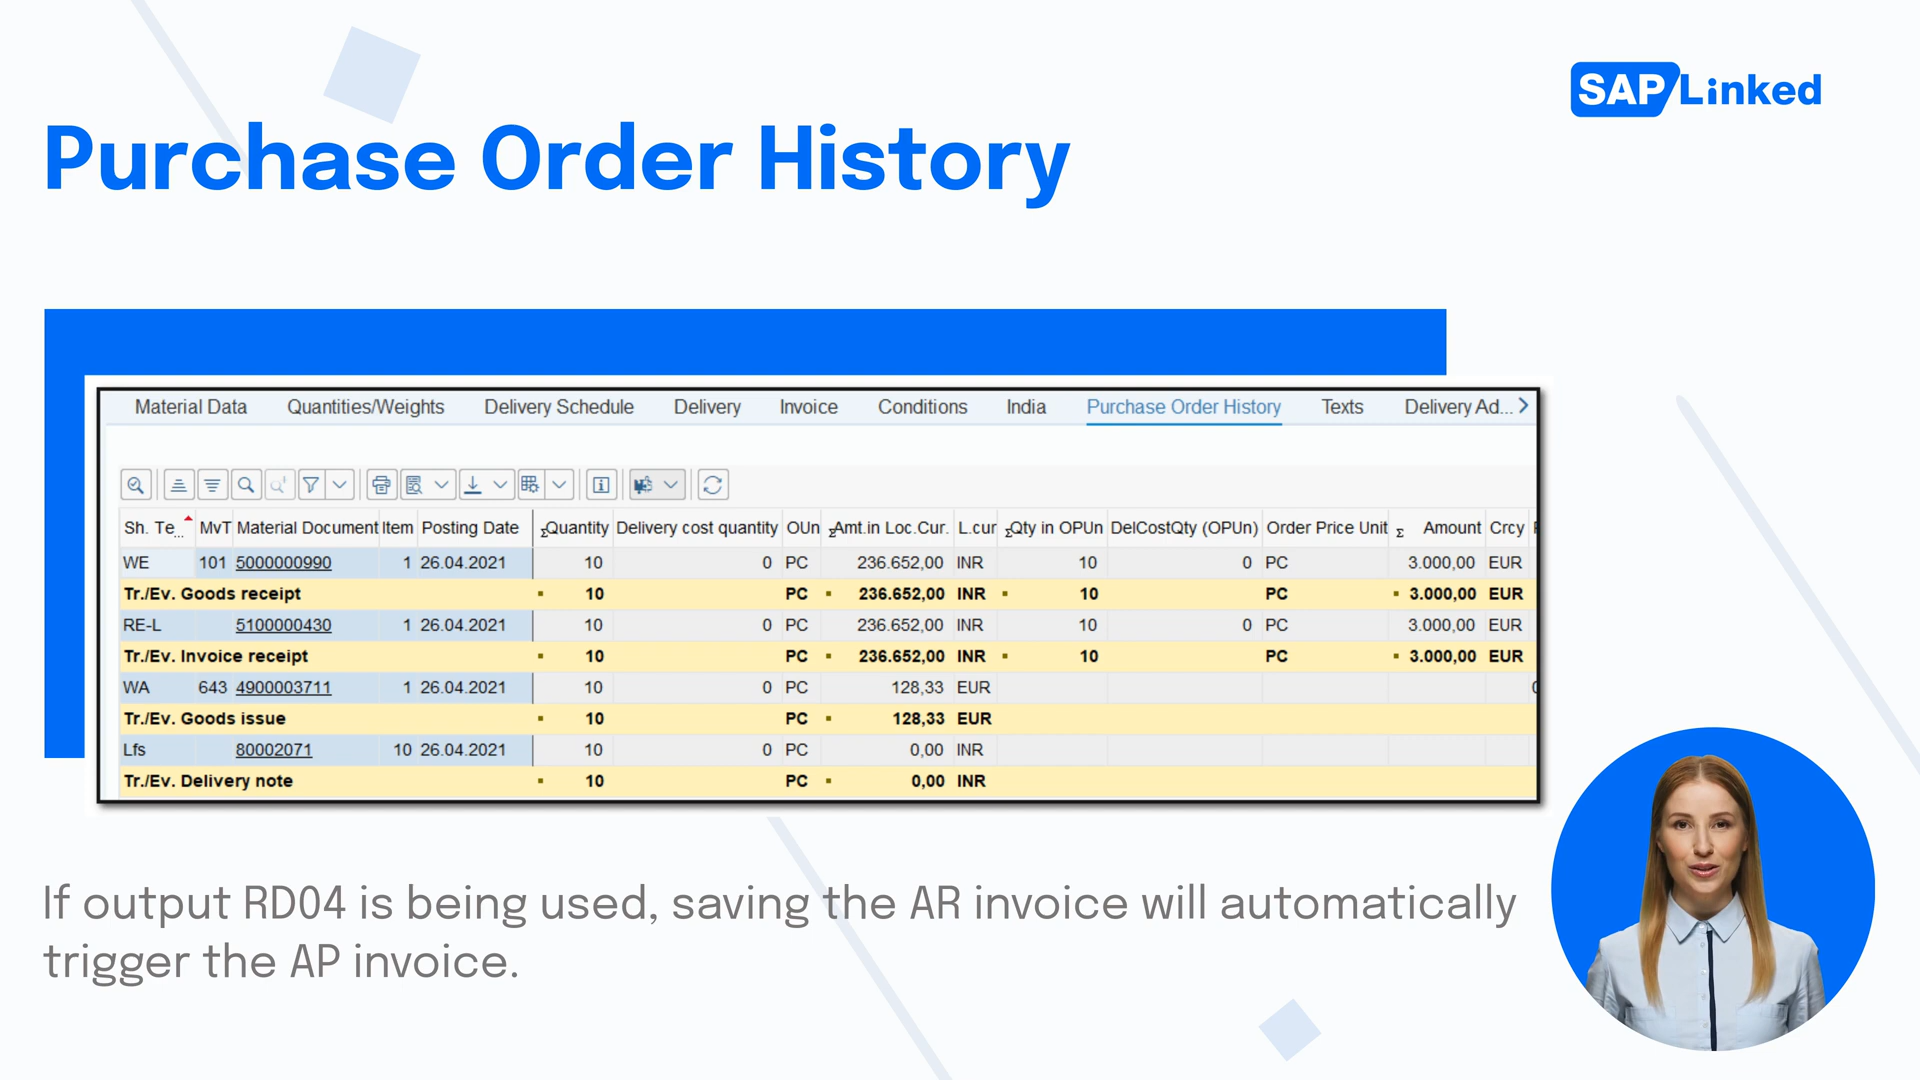 SAP Linked
Purchase Order History
Material Data Quantities/Weights Delivery Schedule Delivery Invoice Conditions India Purchase Order History Texts Delivery Ad...
Sh. Te... MvT Material Document Item Posting Date ΣQuantity Delivery cost quantity OUn ΣAmt.in Loc.Cur. L.cur ΣQty in OPUn DelCostQty (OPUn) Order Price Unit Σ Amount Crcy
WE 101 5000000990 1 26.04.2021 10 0 PC 236.652,00 INR 10 0 PC 3.000,00 EUR
Tr./Ev. Goods receipt ▪ 10 PC ▪ 236.652,00 INR ▪ 10 PC ▪ 3.000,00 EUR
RE-L 5100000430 1 26.04.2021 10 0 PC 236.652,00 INR 10 0 PC 3.000,00 EUR
Tr./Ev. Invoice receipt ▪ 10 PC ▪ 236.652,00 INR ▪ 10 PC ▪ 3.000,00 EUR
WA 643 4900003711 1 26.04.2021 10 0 PC 128,33 EUR
Tr./Ev. Goods issue ▪ 10 PC ▪ 128,33 EUR
Lfs 80002071 10 26.04.2021 10 0 PC 0,00 INR
Tr./Ev. Delivery note ▪ 10 PC ▪ 0,00 INR
If output RD04 is being used, saving the AR invoice will automatically
trigger the AP invoice.